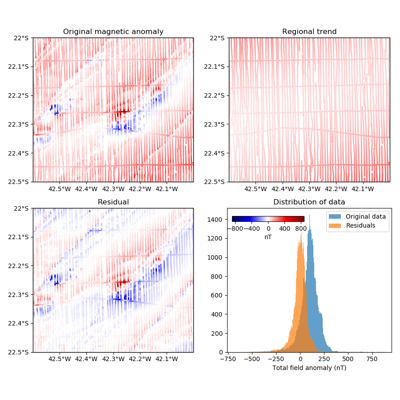 Original magnetic anomaly
22°S
22.1°S
22.2°S
22.3°S
22.4°S
22.5°S
42.5°W 42.4°W 42.3°W 42.2°W 42.1°W
Regional trend
22°S
22.1°S
22.2°S
22.3°S
22.4°S
22.5°S
42.5°W 42.4°W 42.3°W 42.2°W 42.1°W
Residual
22°S
22.1°S
22.2°S
22.3°S
22.4°S
22.5°S
42.5°W 42.4°W 42.3°W 42.2°W 42.1°W
Distribution of data
1400
1200
1000
800
600
400
200
0
−800 −400 0 400 800
nT
Original data
Residuals
−750 −500 −250 0 250 500 750
Total field anomaly (nT)